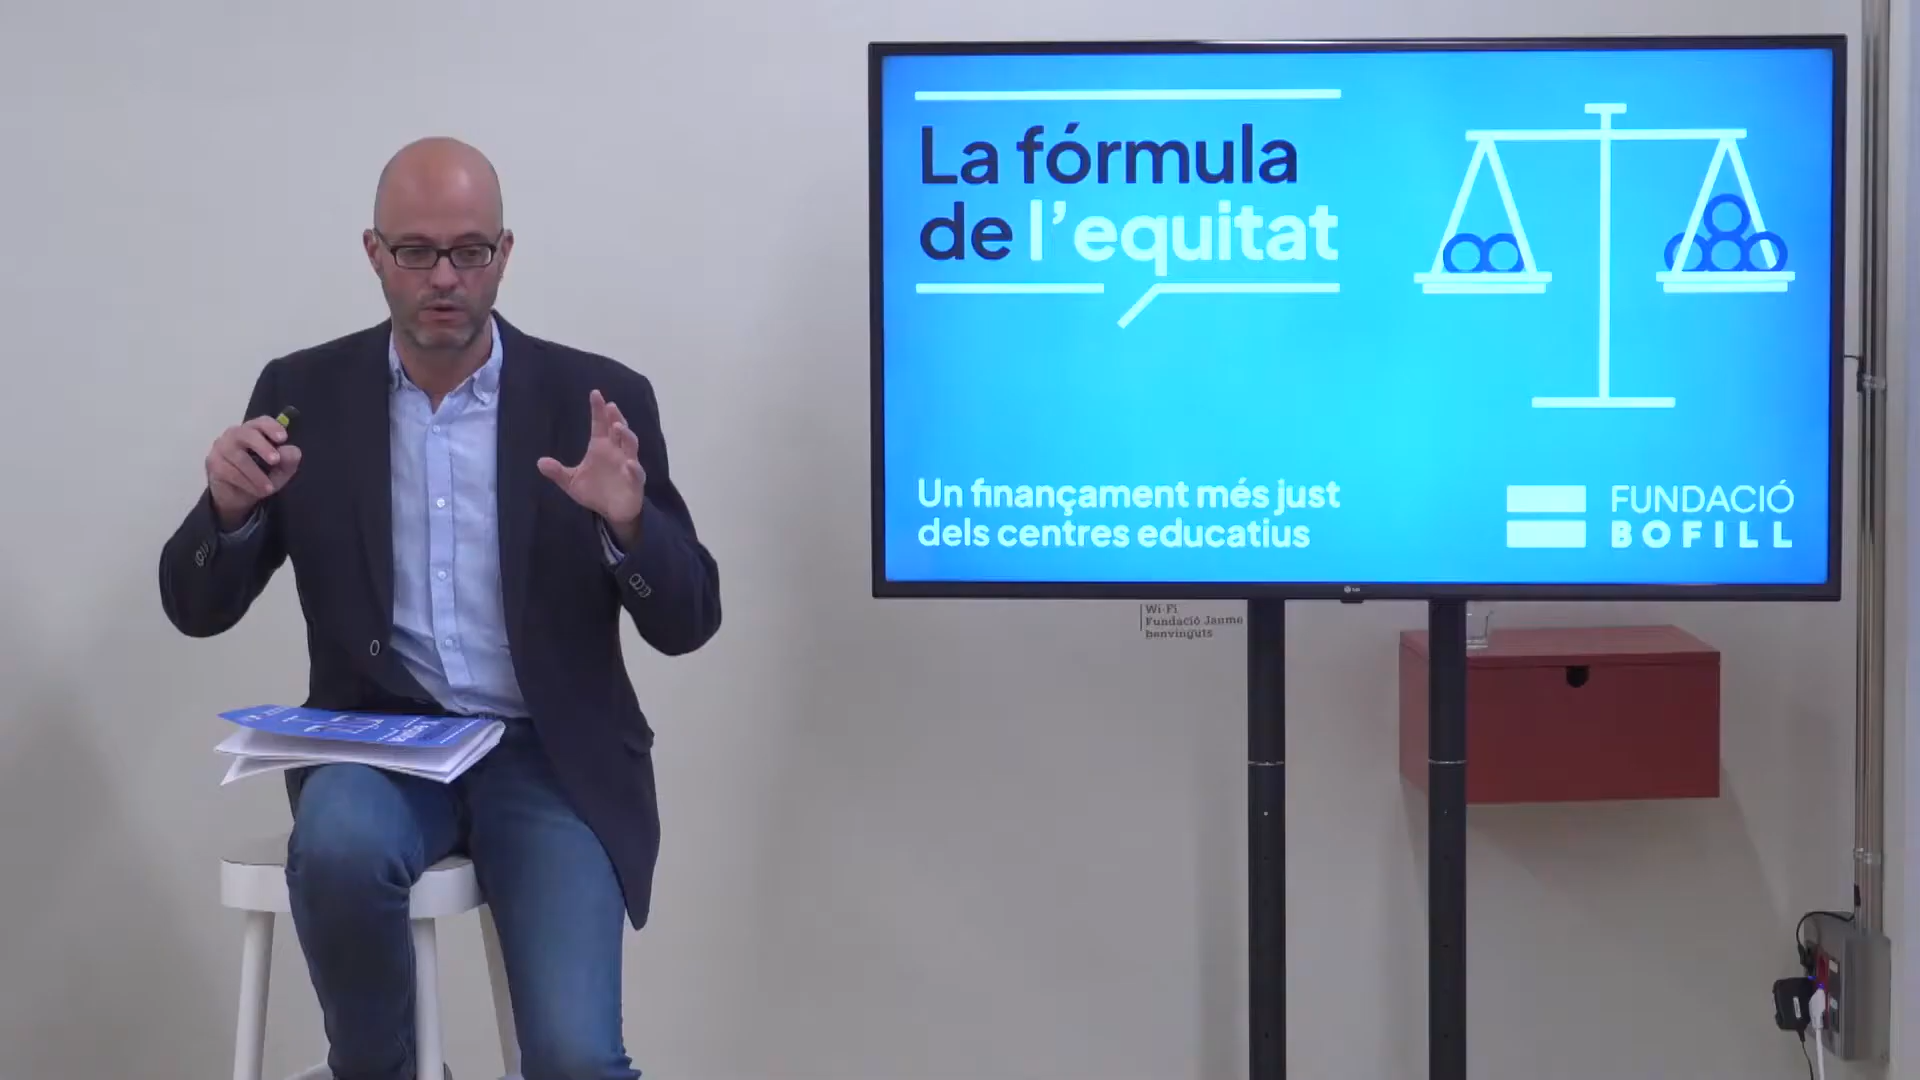 La fórmula
de l'equitat
Un finançament més just
dels centres educatius
FUNDACIÓ
BOFILL
Wi-Fi
Fundació Jaume
benvinguts